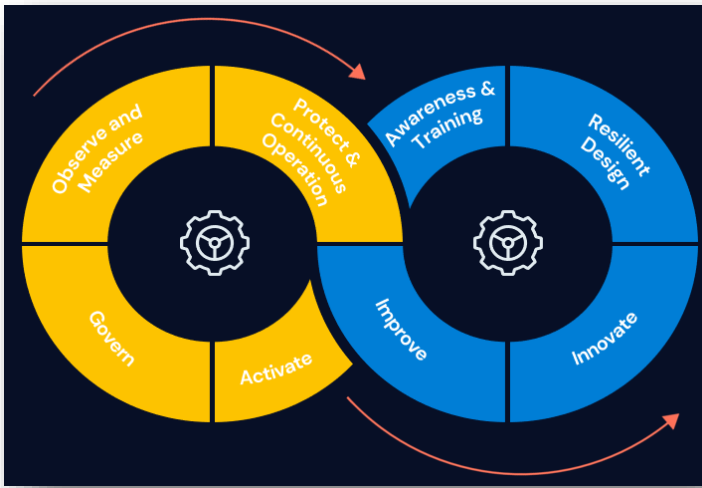 Observe and
Measure
Protect &
Continuous
Operation
Awareness &
Training
Resilient
Design
Govern
Activate
Improve
Innovate